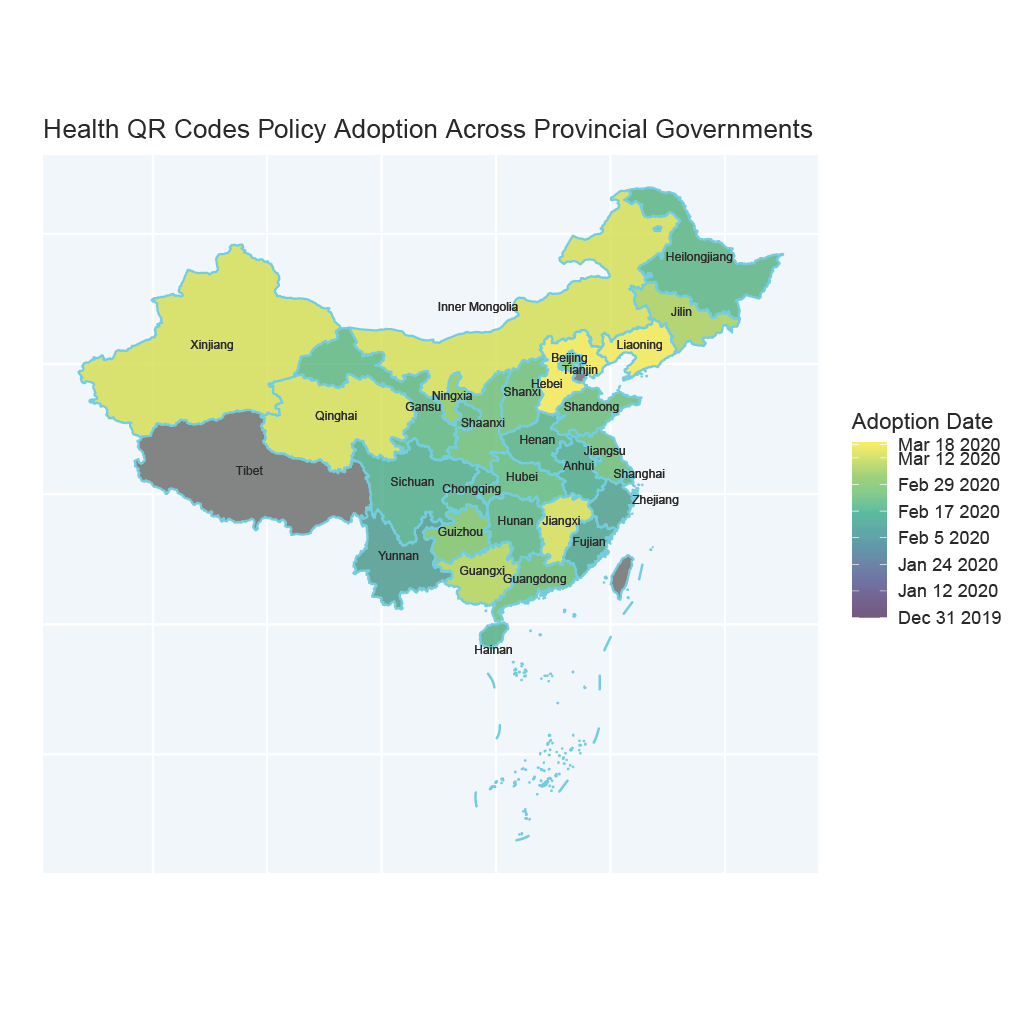 Health QR Codes Policy Adoption Across Provincial Governments
Heilongjiang
Inner Mongolia
Jilin
Xinjiang
Liaoning
Beijing
Tianjin
Hebei
Shanxi
Ningxia
Gansu
Shandong
Qinghai
Shaanxi
Henan
Jiangsu
Anhui
Tibet
Shanghai
Hubei
Sichuan
Chongqing
Zhejiang
Hunan
Jiangxi
Guizhou
Fujian
Yunnan
Guangxi
Guangdong
Hainan
Adoption Date
Mar 18 2020
Mar 12 2020
Feb 29 2020
Feb 17 2020
Feb 5 2020
Jan 24 2020
Jan 12 2020
Dec 31 2019